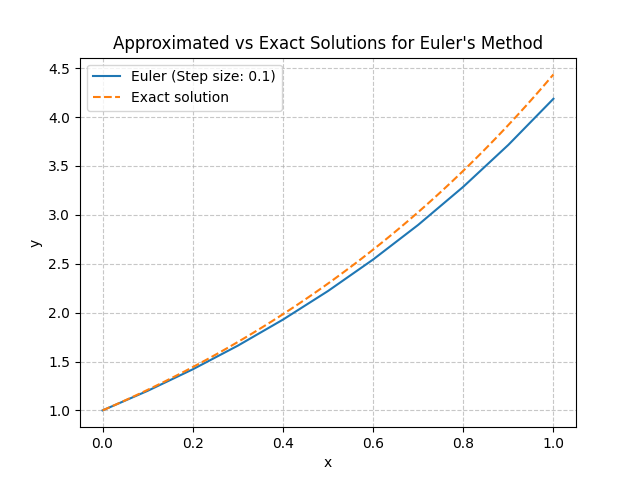 Approximated vs Exact Solutions for Euler's Method
Euler (Step size: 0.1)
Exact solution
y
4.5
4.0
3.5
3.0
2.5
2.0
1.5
1.0
0.0 0.2 0.4 0.6 0.8 1.0
x